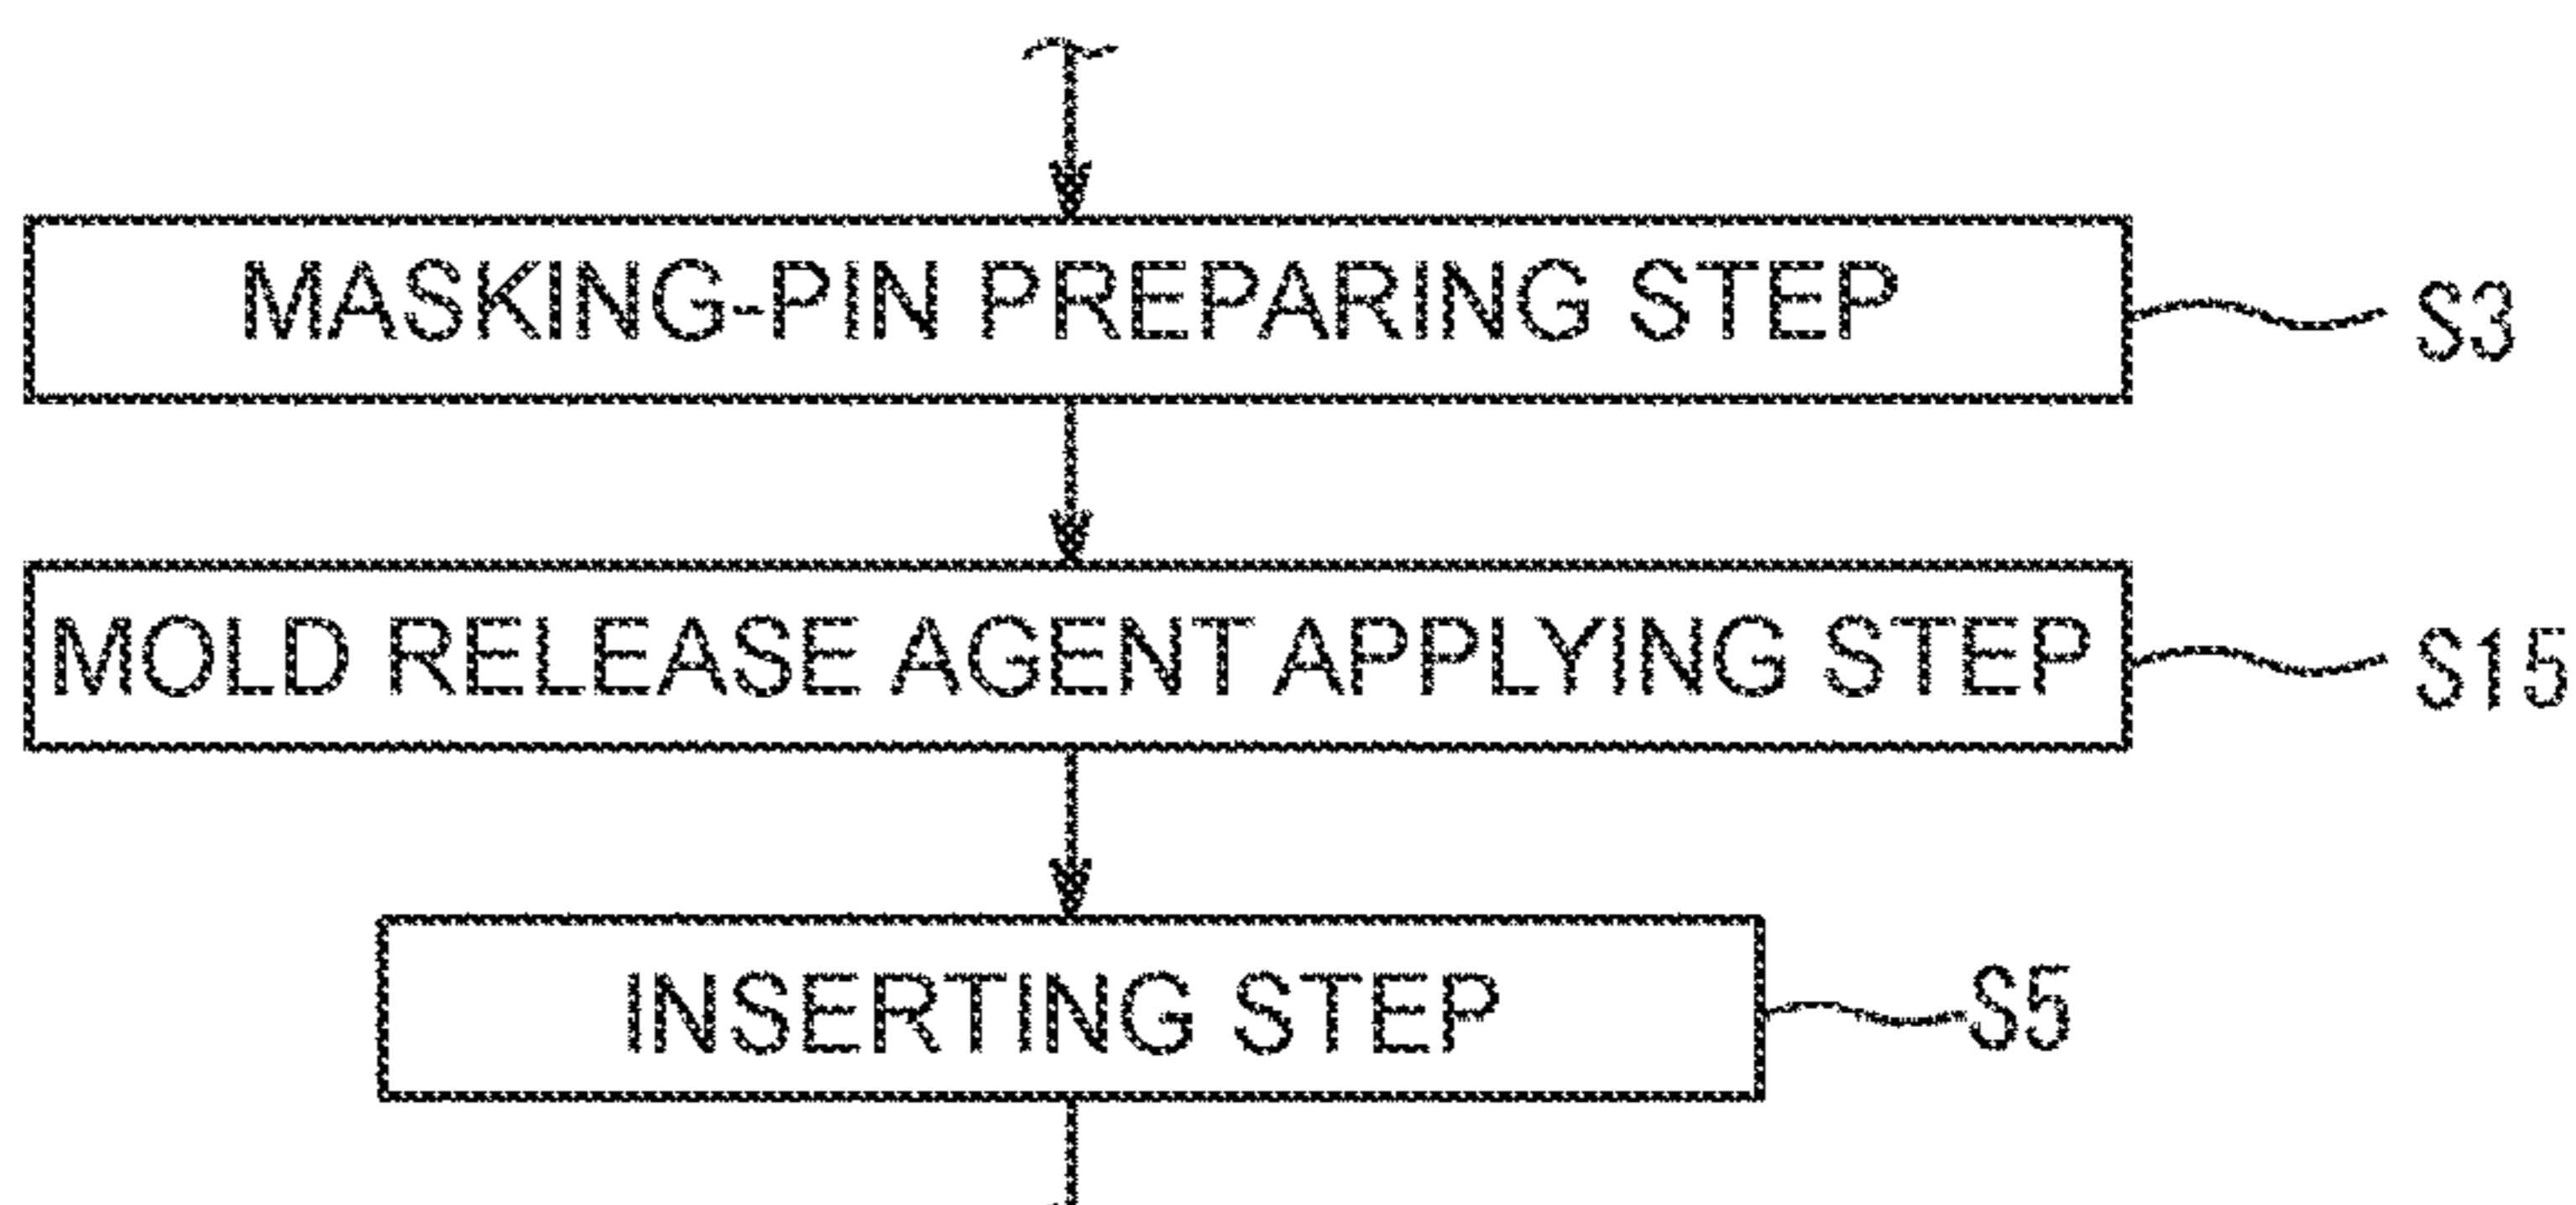 MASKING-PIN PREPARING STEP S3
MOLD RELEASE AGENT APPLYING STEP S15
INSERTING STEP S5